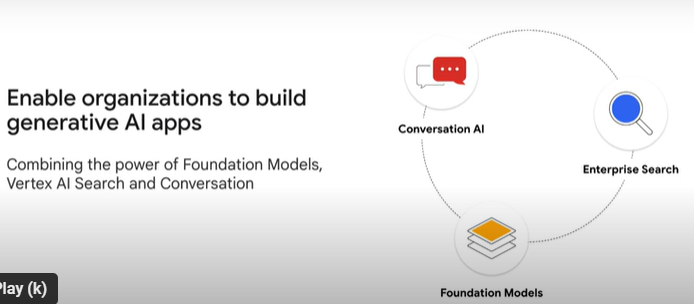 Enable organizations to build
generative AI apps
Combining the power of Foundation Models,
Vertex AI Search and Conversation
Conversation AI
Enterprise Search
Foundation Models
Play (k)